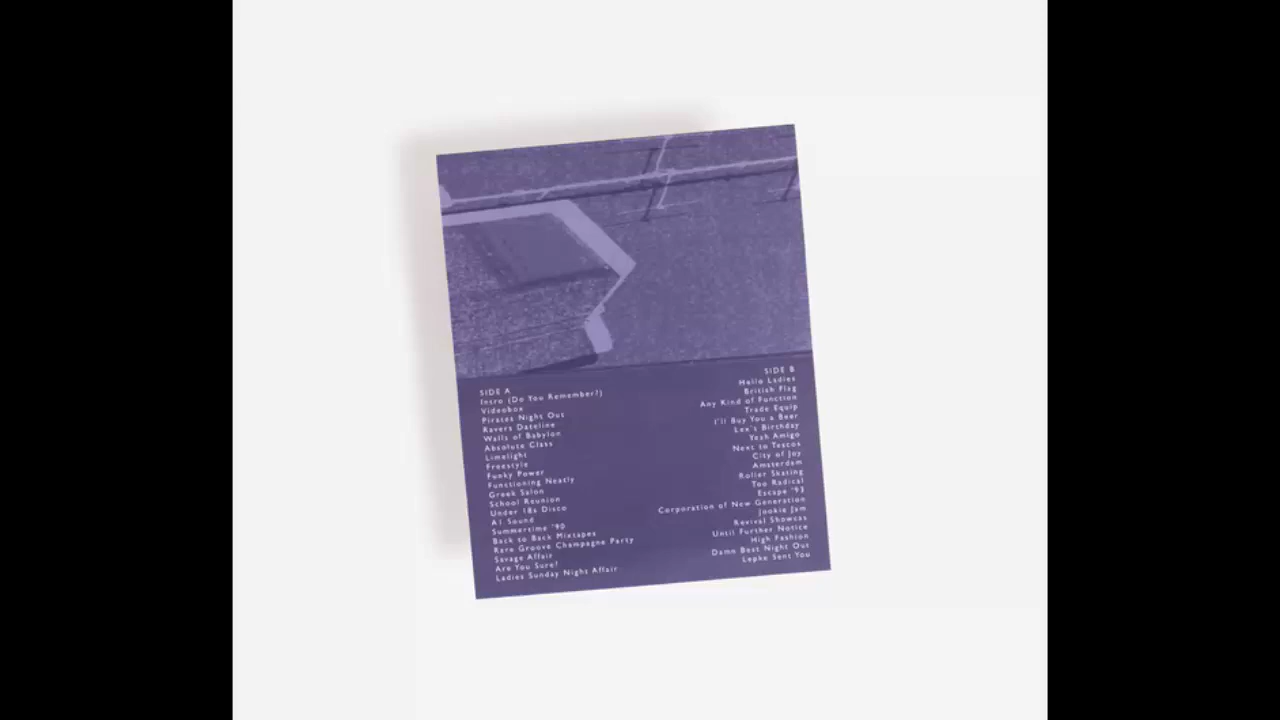 SIDE A
Intro (Do You Remember?)
Videobox
Pirates Night Out
Ravers Dateline
Walls of Babylon
Absolute Class
Limelight
Freestyle
Funky Power
Functioning Neatly
Greek Salon
School Reunion
Under 18s Disco
A1 Sound
Summertime '90
Back to Back Mixtapes
Rare Groove Champagne Party
Savage Affair
Are You Sure?
Ladies Sunday Night Affair
SIDE B
Hello Ladies
British Flag
Any Kind of Function
Trade Equip
I'll Buy You a Beer
Lee's Birthday
Yeah Amigo
Next to Tescos
City of Joy
Amsterdam
Roller Skating
Too Radical
Escape '93
Corporation of New Generation
Jookie Jam
Revival Showcas
Until Further Notice
High Fashion
Damn Best Night Out
Lepke Sent You